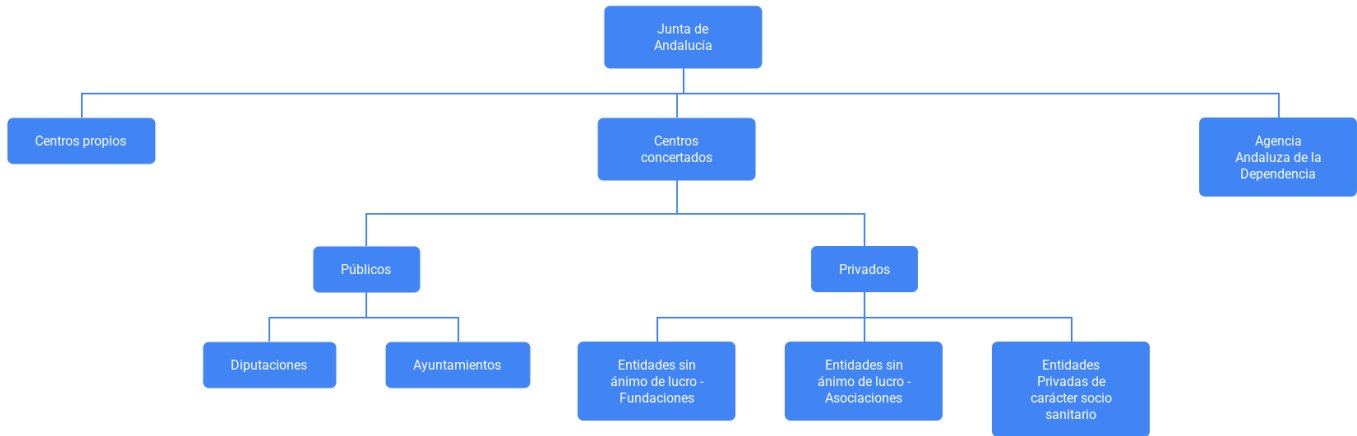 Junta de
Andalucía
Centros propios
Centros
concertados
Agencia
Andaluza de la
Dependencia
Públicos
Privados
Diputaciones
Ayuntamientos
Entidades sin
ánimo de lucro -
Fundaciones
Entidades sin
ánimo de lucro -
Asociaciones
Entidades
Privadas de
carácter socio
sanitario